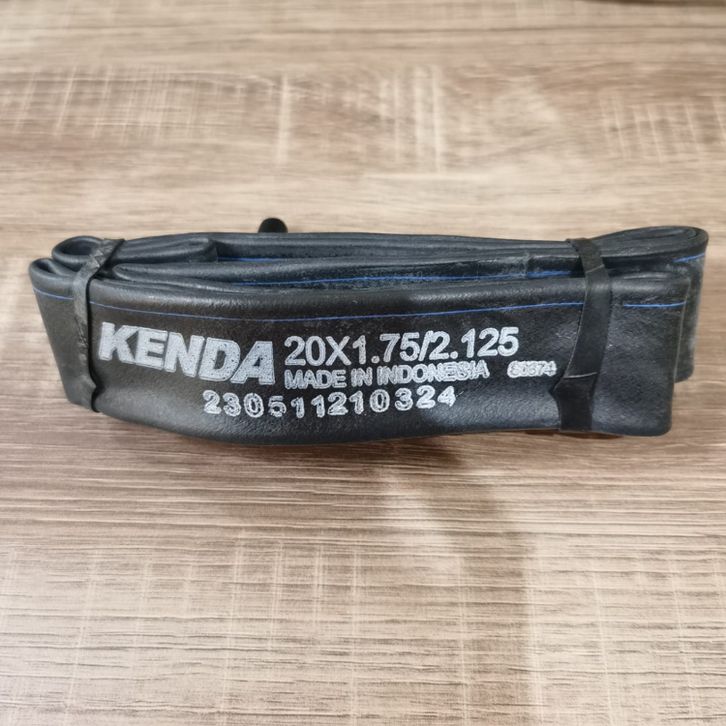 KENDA 20X1.75/2.125
MADE IN INDONESIA
230511210324